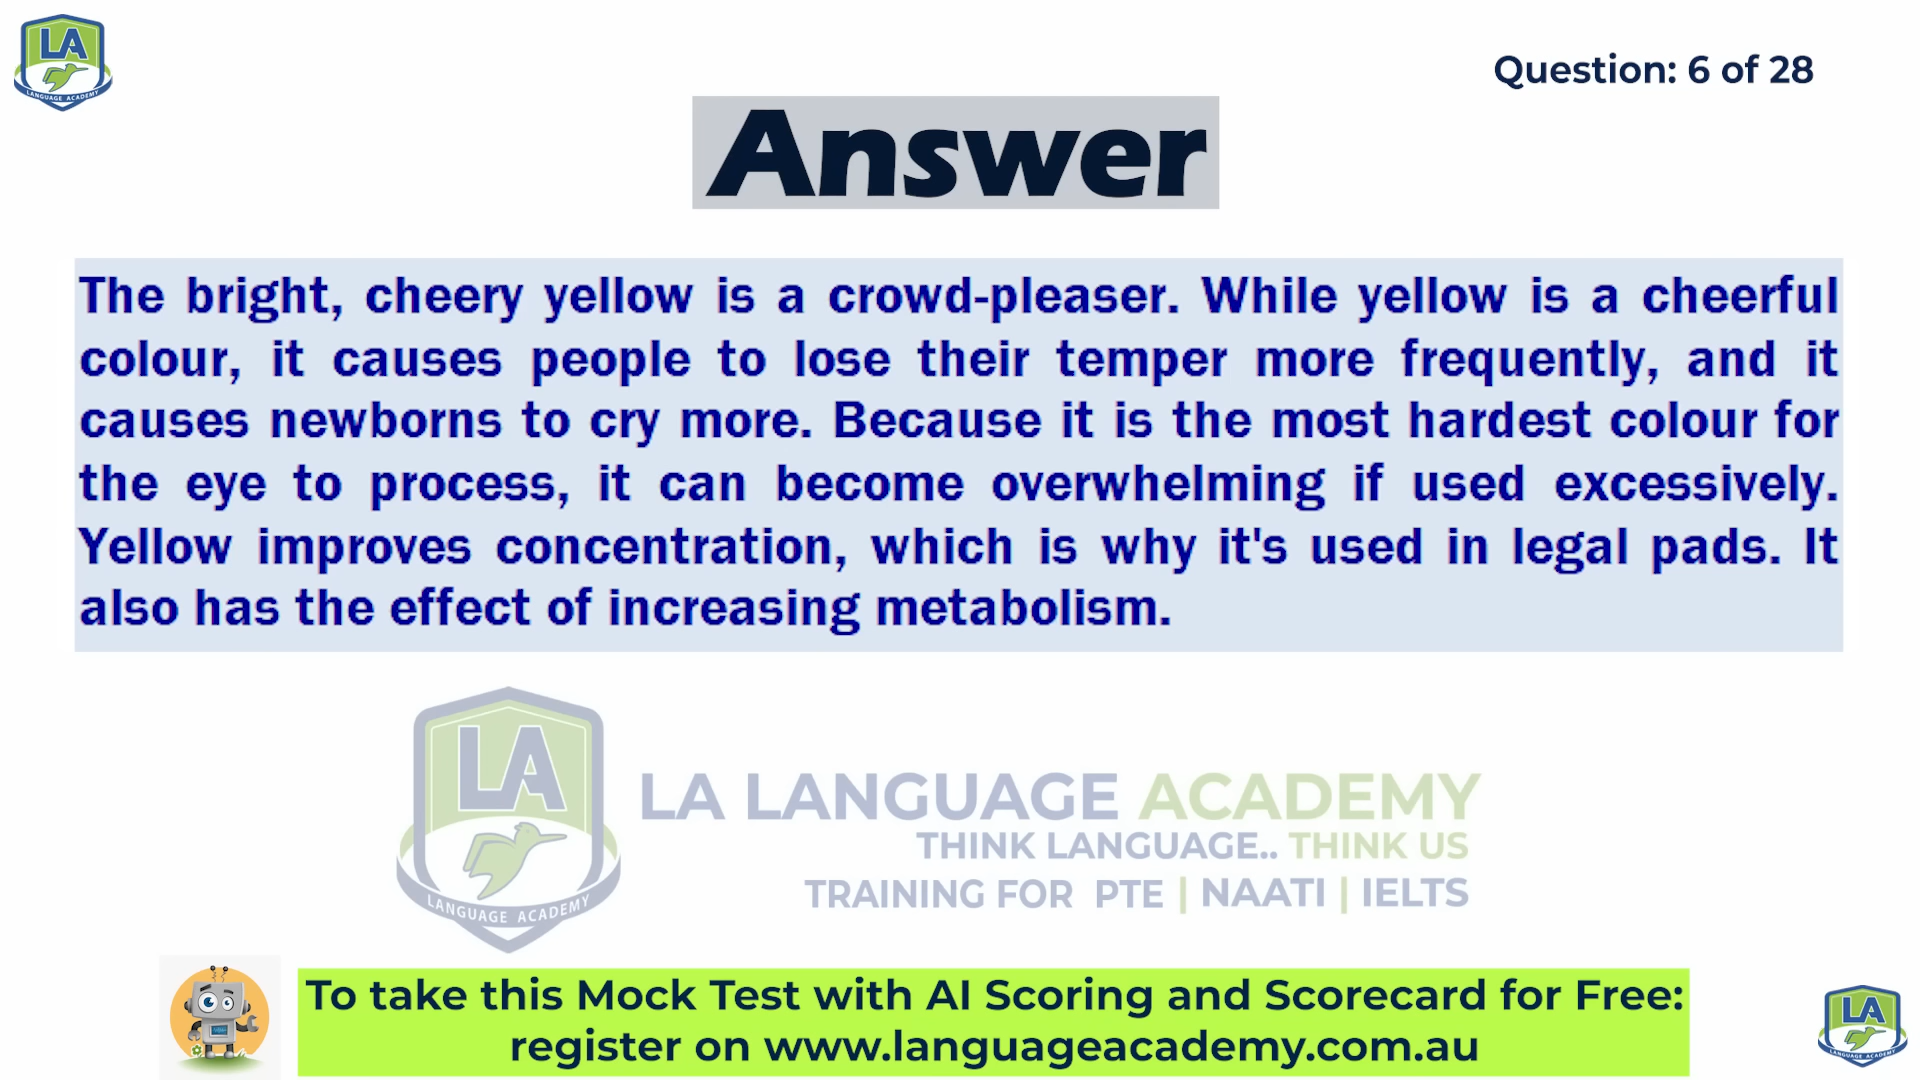 LA
LANGUAGE ACADEMY
Question: 6 of 28
Answer
The bright, cheery yellow is a crowd-pleaser. While yellow is a cheerful
colour, it causes people to lose their temper more frequently, and it
causes newborns to cry more. Because it is the most hardest colour for
the eye to process, it can become overwhelming if used excessively.
Yellow improves concentration, which is why it's used in legal pads. It
also has the effect of increasing metabolism.
LA
LANGUAGE ACADEMY
LA LANGUAGE ACADEMY
THINK LANGUAGE.. THINK US
TRAINING FOR PTE | NAATI | IELTS
To take this Mock Test with AI Scoring and Scorecard for Free:
register on www.languageacademy.com.au
LA
LANGUAGE ACADEMY